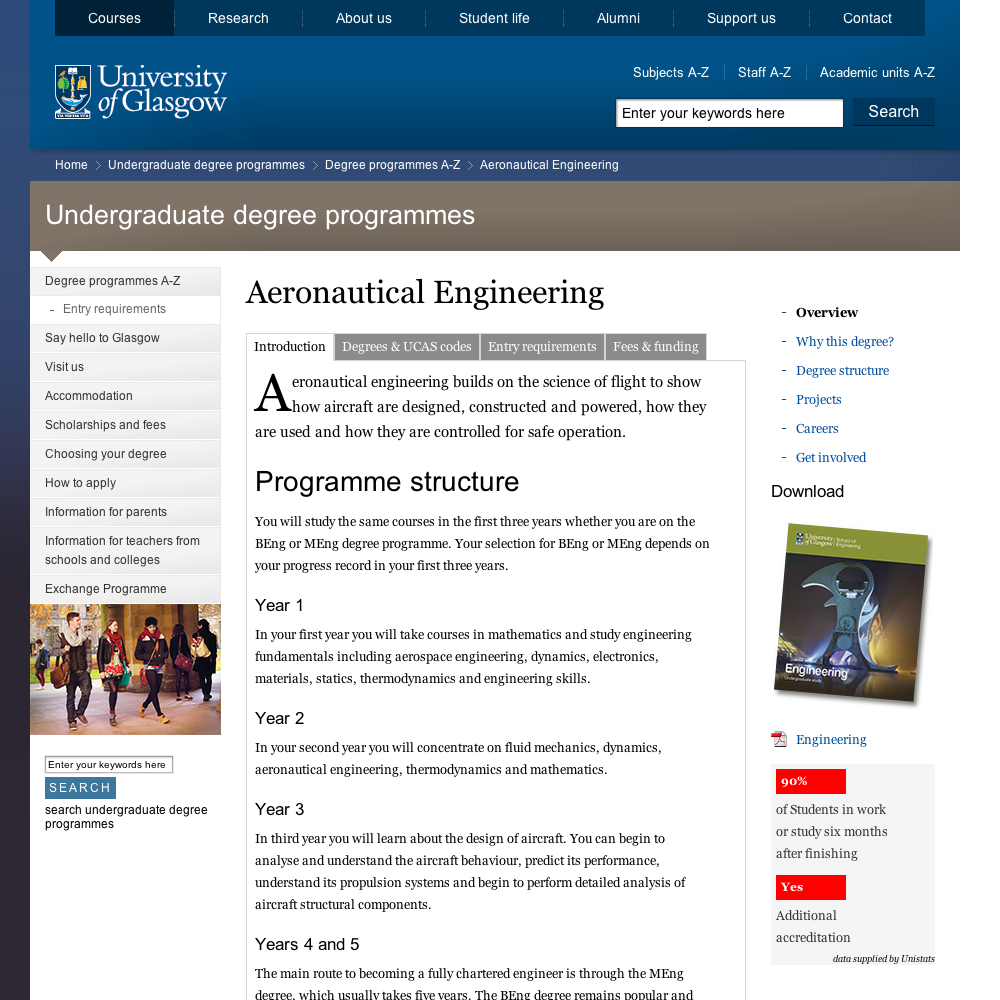 Courses
Research
About us
Student life
Alumni
Support us
Contact
University of Glasgow
VIA VERITAS VITA
Subjects A-Z
Staff A-Z
Academic units A-Z
Enter your keywords here
Search
Home
Undergraduate degree programmes
Degree programmes A-Z
Aeronautical Engineering
Undergraduate degree programmes
Degree programmes A-Z
- Entry requirements
Say hello to Glasgow
Visit us
Accommodation
Scholarships and fees
Choosing your degree
How to apply
Information for parents
Information for teachers from
schools and colleges
Exchange Programme
Enter your keywords here
SEARCH
search undergraduate degree
programmes
Aeronautical Engineering
Introduction
Degrees & UCAS codes
Entry requirements
Fees & funding
Aeronautical engineering builds on the science of flight to show
how aircraft are designed, constructed and powered, how they
are used and how they are controlled for safe operation.
Programme structure
You will study the same courses in the first three years whether you are on the
BEng or MEng degree programme. Your selection for BEng or MEng depends on
your progress record in your first three years.
Year 1
In your first year you will take courses in mathematics and study engineering
fundamentals including aerospace engineering, dynamics, electronics,
materials, statics, thermodynamics and engineering skills.
Year 2
In your second year you will concentrate on fluid mechanics, dynamics,
aeronautical engineering, thermodynamics and mathematics.
Year 3
In third year you will learn about the design of aircraft. You can begin to
analyse and understand the aircraft behaviour, predict its performance,
understand its propulsion systems and begin to perform detailed analysis of
aircraft structural components.
Years 4 and 5
The main route to becoming a fully chartered engineer is through the MEng
degree, which usually takes five years. The BEng degree remains popular and
- Overview
- Why this degree?
- Degree structure
- Projects
- Careers
- Get involved
Download
University of Glasgow
School of
Engineering
Engineering
Undergraduate study
Engineering
90%
of Students in work
or study six months
after finishing
Yes
Additional
accreditation
data supplied by Unistats